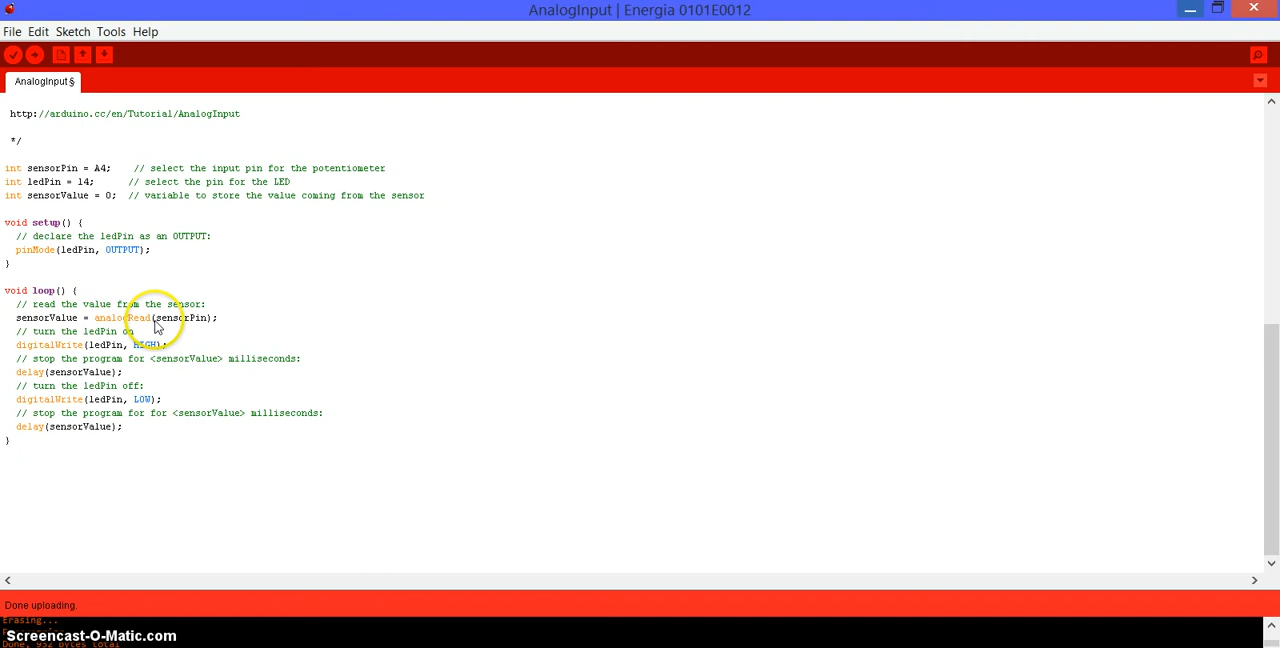 AnalogInput | Energia 0101E0012
File Edit Sketch Tools Help
AnalogInput§
http://arduino.cc/en/Tutorial/AnalogInput
*/
int sensorPin = A4;    // select the input pin for the potentiometer
int ledPin = 14;      // select the pin for the LED
int sensorValue = 0;  // variable to store the value coming from the sensor
void setup() {
// declare the ledPin as an OUTPUT:
pinMode(ledPin, OUTPUT);
}
void loop() {
// read the value from the sensor:
sensorValue = analogRead(sensorPin);
// turn the ledPin on
digitalWrite(ledPin, HIGH);
// stop the program for <sensorValue> milliseconds:
delay(sensorValue);
// turn the ledPin off:
digitalWrite(ledPin, LOW);
// stop the program for for <sensorValue> milliseconds:
delay(sensorValue);
}
Done uploading.
Erasing...
Screencast-O-Matic.com
Done, 932 bytes total